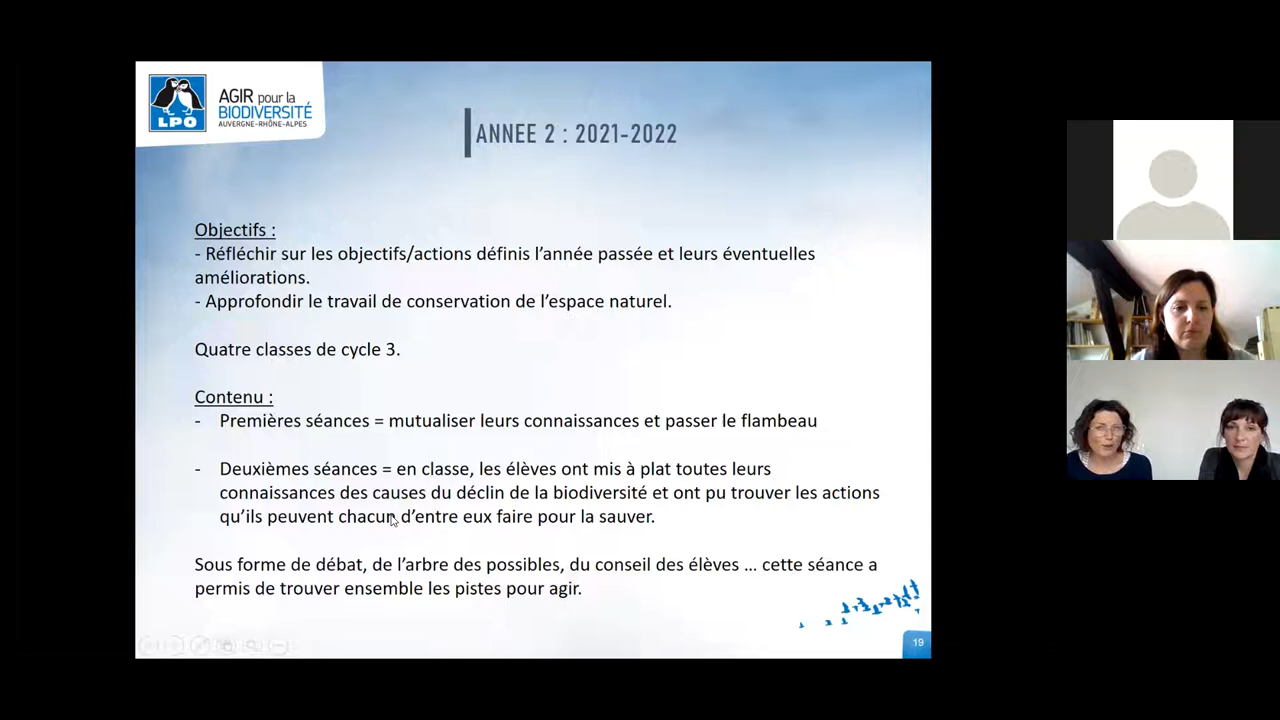 AGIR pour la
BIODIVERSITÉ
AUVERGNE-RHÔNE-ALPES
LPO
ANNEE 2 : 2021-2022
Objectifs :
- Réfléchir sur les objectifs/actions définis l’année passée et leurs éventuelles
améliorations.
- Approfondir le travail de conservation de l’espace naturel.
Quatre classes de cycle 3.
Contenu :
- Premières séances = mutualiser leurs connaissances et passer le flambeau
- Deuxièmes séances = en classe, les élèves ont mis à plat toutes leurs
connaissances des causes du déclin de la biodiversité et ont pu trouver les actions
qu’ils peuvent chacun d’entre eux faire pour la sauver.
Sous forme de débat, de l’arbre des possibles, du conseil des élèves … cette séance a
permis de trouver ensemble les pistes pour agir.
19